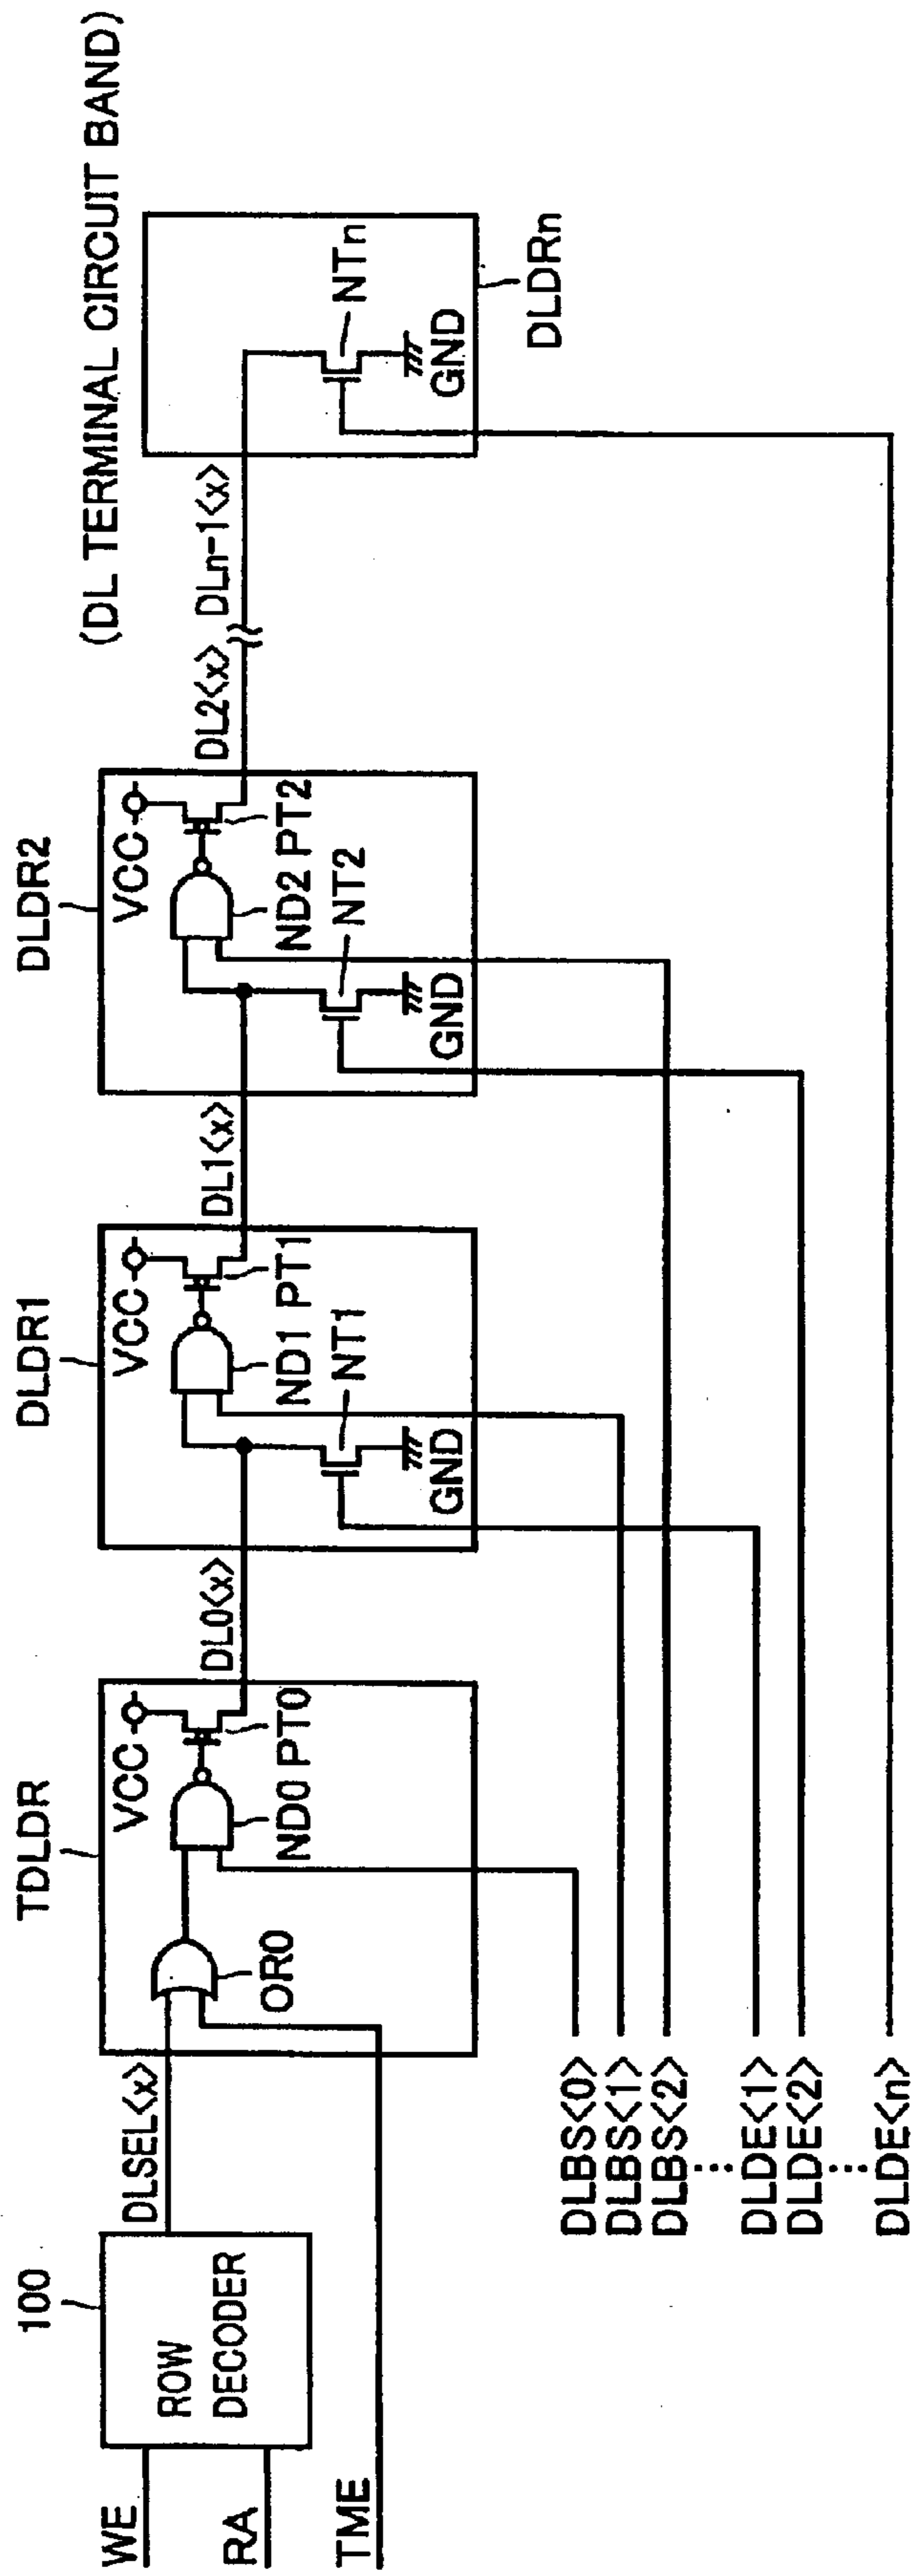 (DL TERMINAL CIRCUIT BAND)
100
TDLDR
DLDR1
DLDR2
WE
RA
TME
ROW
DECODER
DLSEL<x>
OR0
VCC
ND0 PT0
DL0<x>
VCC
ND1 PT1
NT1
GND
DL1<x>
VCC
ND2 PT2
NT2
GND
DL2<x>
DLn-1<x>
NTn
GND
DLDRn
DLBS<0>
DLBS<1>
DLBS<2>
DLDE<1>
DLDE<2>
DLDE<n>